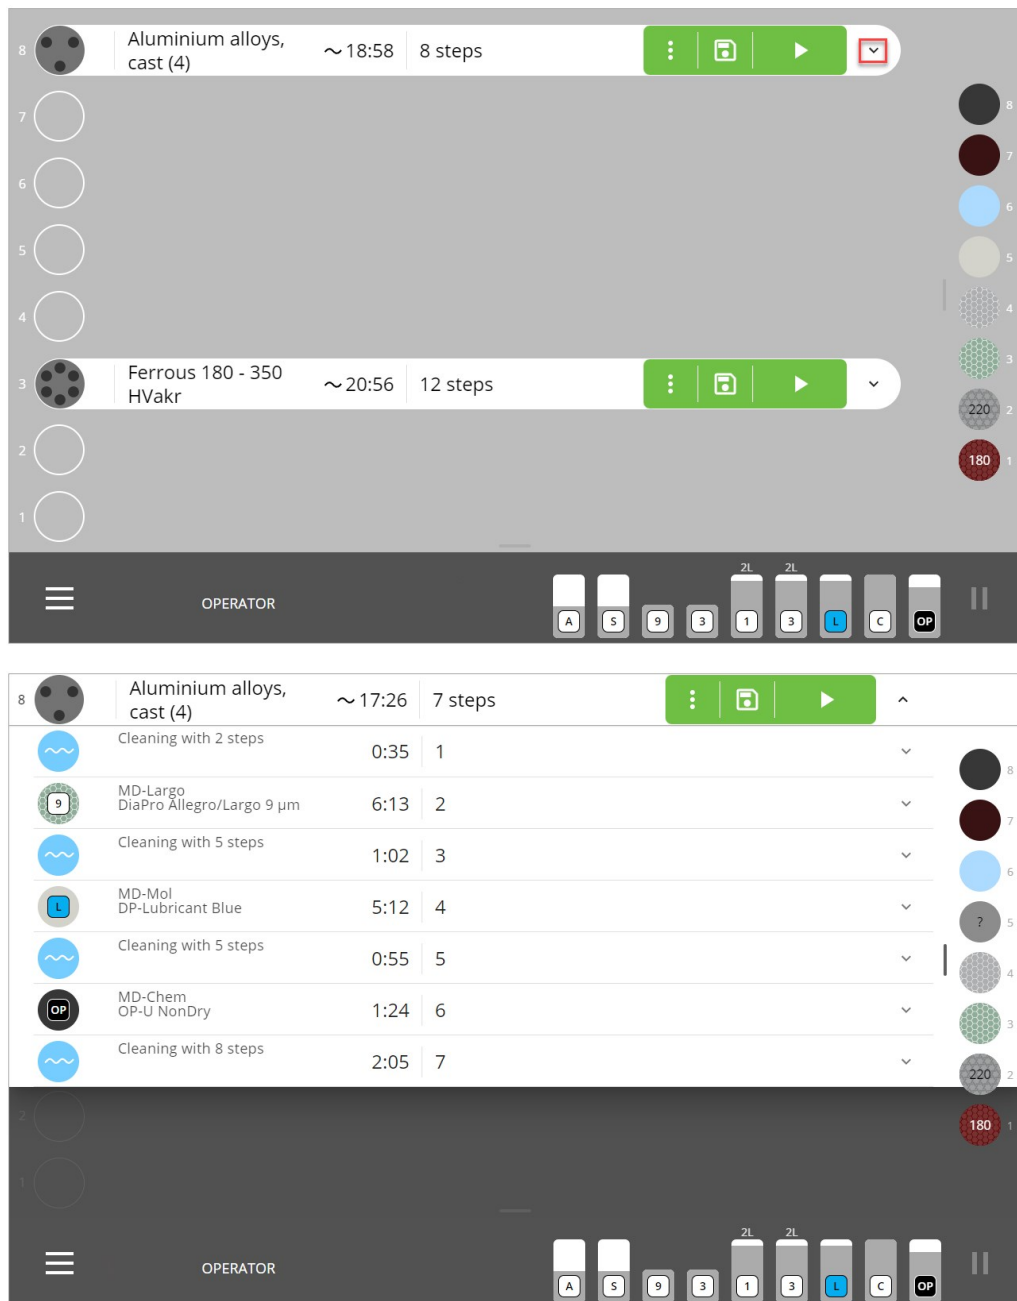 8 Aluminium alloys, cast (4) ~18:58 8 steps
7
6
5
4
3 Ferrous 180 - 350 HVakr ~20:56 12 steps
2
1
8
7
6
5
4
3
220 2
180 1
2L 2L
OPERATOR A S 9 3 1 3 L C OP
8 Aluminium alloys, cast (4) ~17:26 7 steps
Cleaning with 2 steps 0:35 1
9 MD-Largo
DiaPro Allegro/Largo 9 µm 6:13 2
Cleaning with 5 steps 1:02 3
L MD-Mol
DP-Lubricant Blue 5:12 4
Cleaning with 5 steps 0:55 5
OP MD-Chem
OP-U NonDry 1:24 6
Cleaning with 8 steps 2:05 7
2
1
8
7
6
? 5
4
3
220 2
180 1
2L 2L
OPERATOR A S 9 3 1 3 L C OP